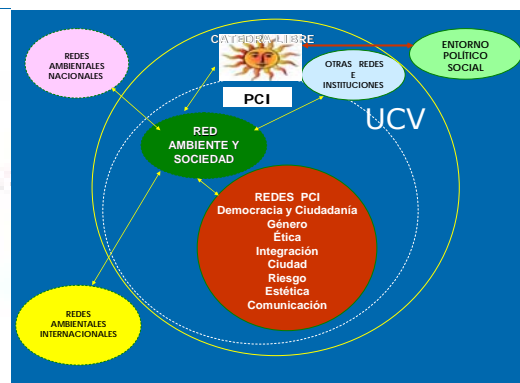 CATEDRA LIBRE
PCI
REDES
AMBIENTALES
NACIONALES
OTRAS REDES
E
INSTITUCIONES
ENTORNO
POLÍTICO
SOCIAL
UCV
RED
AMBIENTE Y
SOCIEDAD
REDES PCI
Democracia y Ciudadanía
Género
Ética
Integración
Ciudad
Riesgo
Estética
Comunicación
REDES
AMBIENTALES
INTERNACIONALES